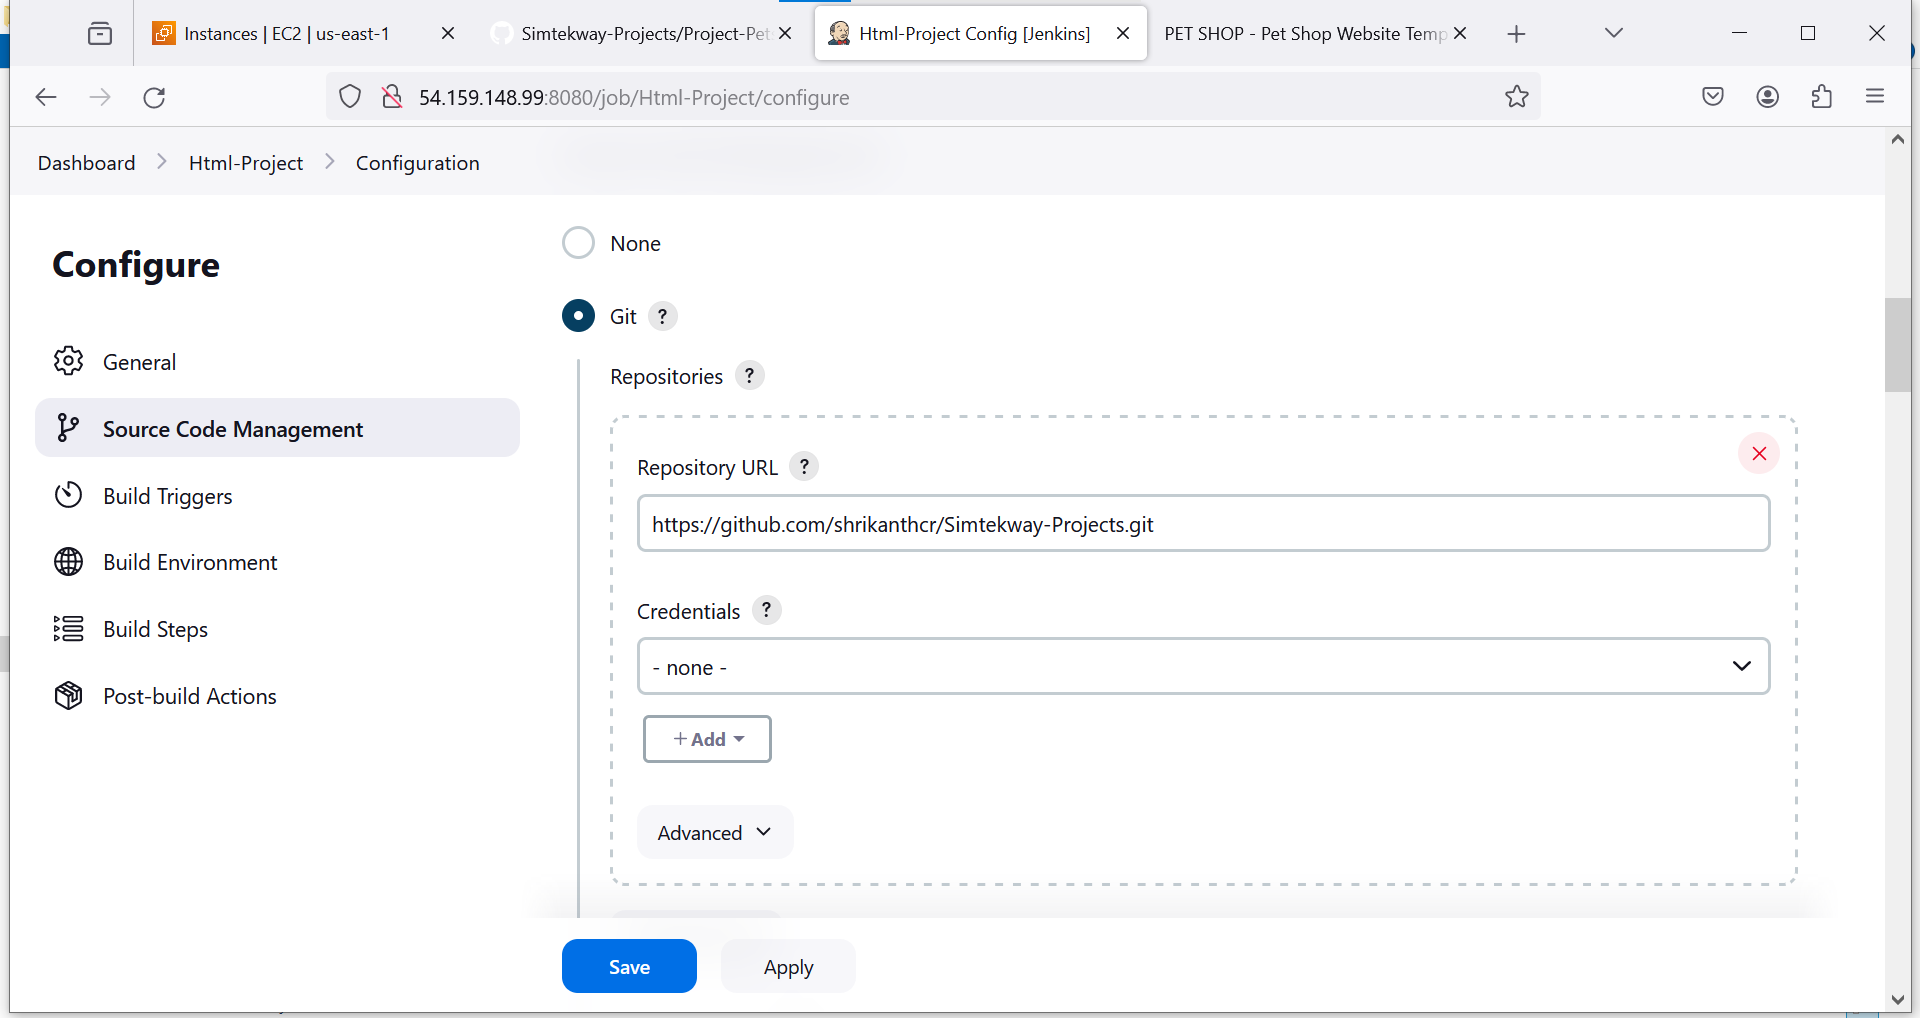 Instances | EC2 | us-east-1
Simtekway-Projects/Project-Pet
Html-Project Config [Jenkins]
PET SHOP - Pet Shop Website Temp
54.159.148.99:8080/job/Html-Project/configure
Dashboard
Html-Project
Configuration
Configure
General
Source Code Management
Build Triggers
Build Environment
Build Steps
Post-build Actions
None
Git ?
Repositories ?
Repository URL ?
https://github.com/shrikanthcr/Simtekway-Projects.git
Credentials ?
- none -
+ Add
Advanced
Save
Apply